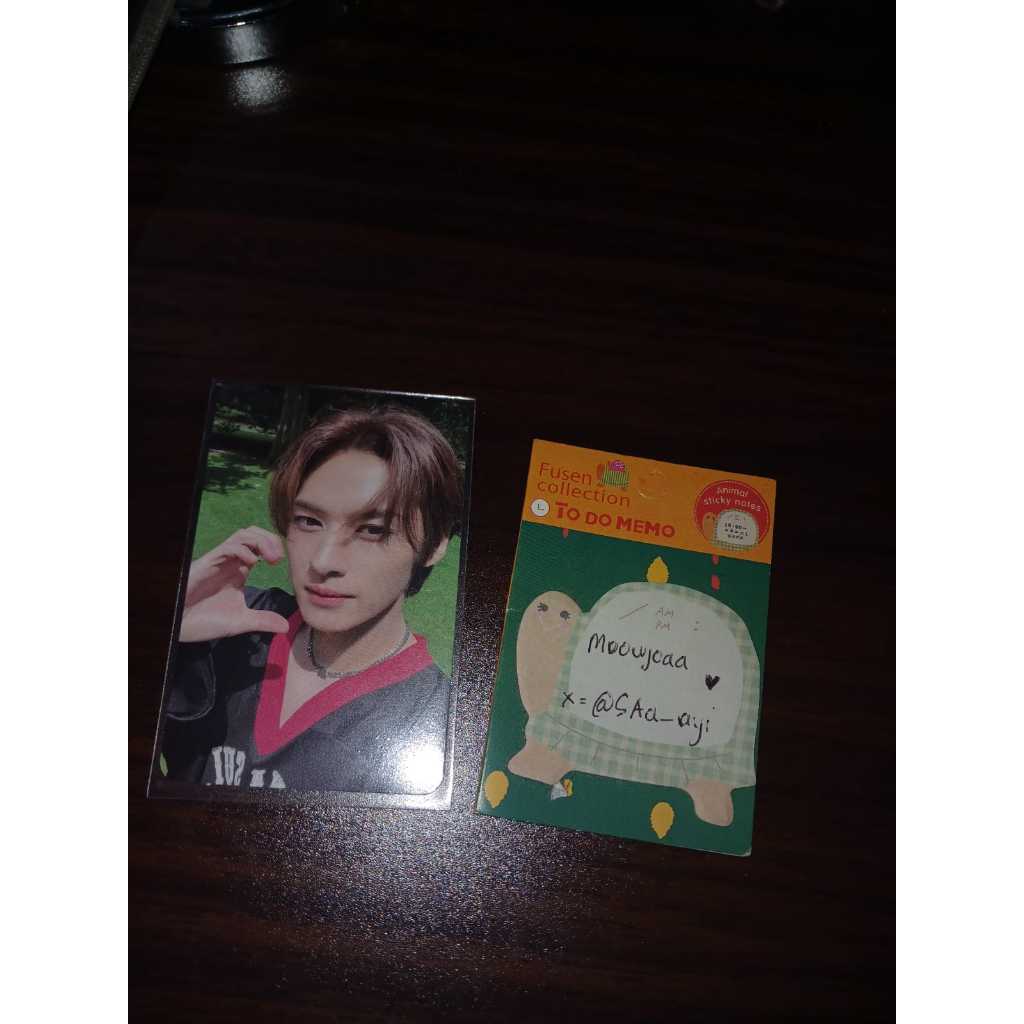 Fusen
collection
L
TO DO MEMO
Animal
sticky notes
AM
PM :
Moowjoaa
x = @SAa_ayi